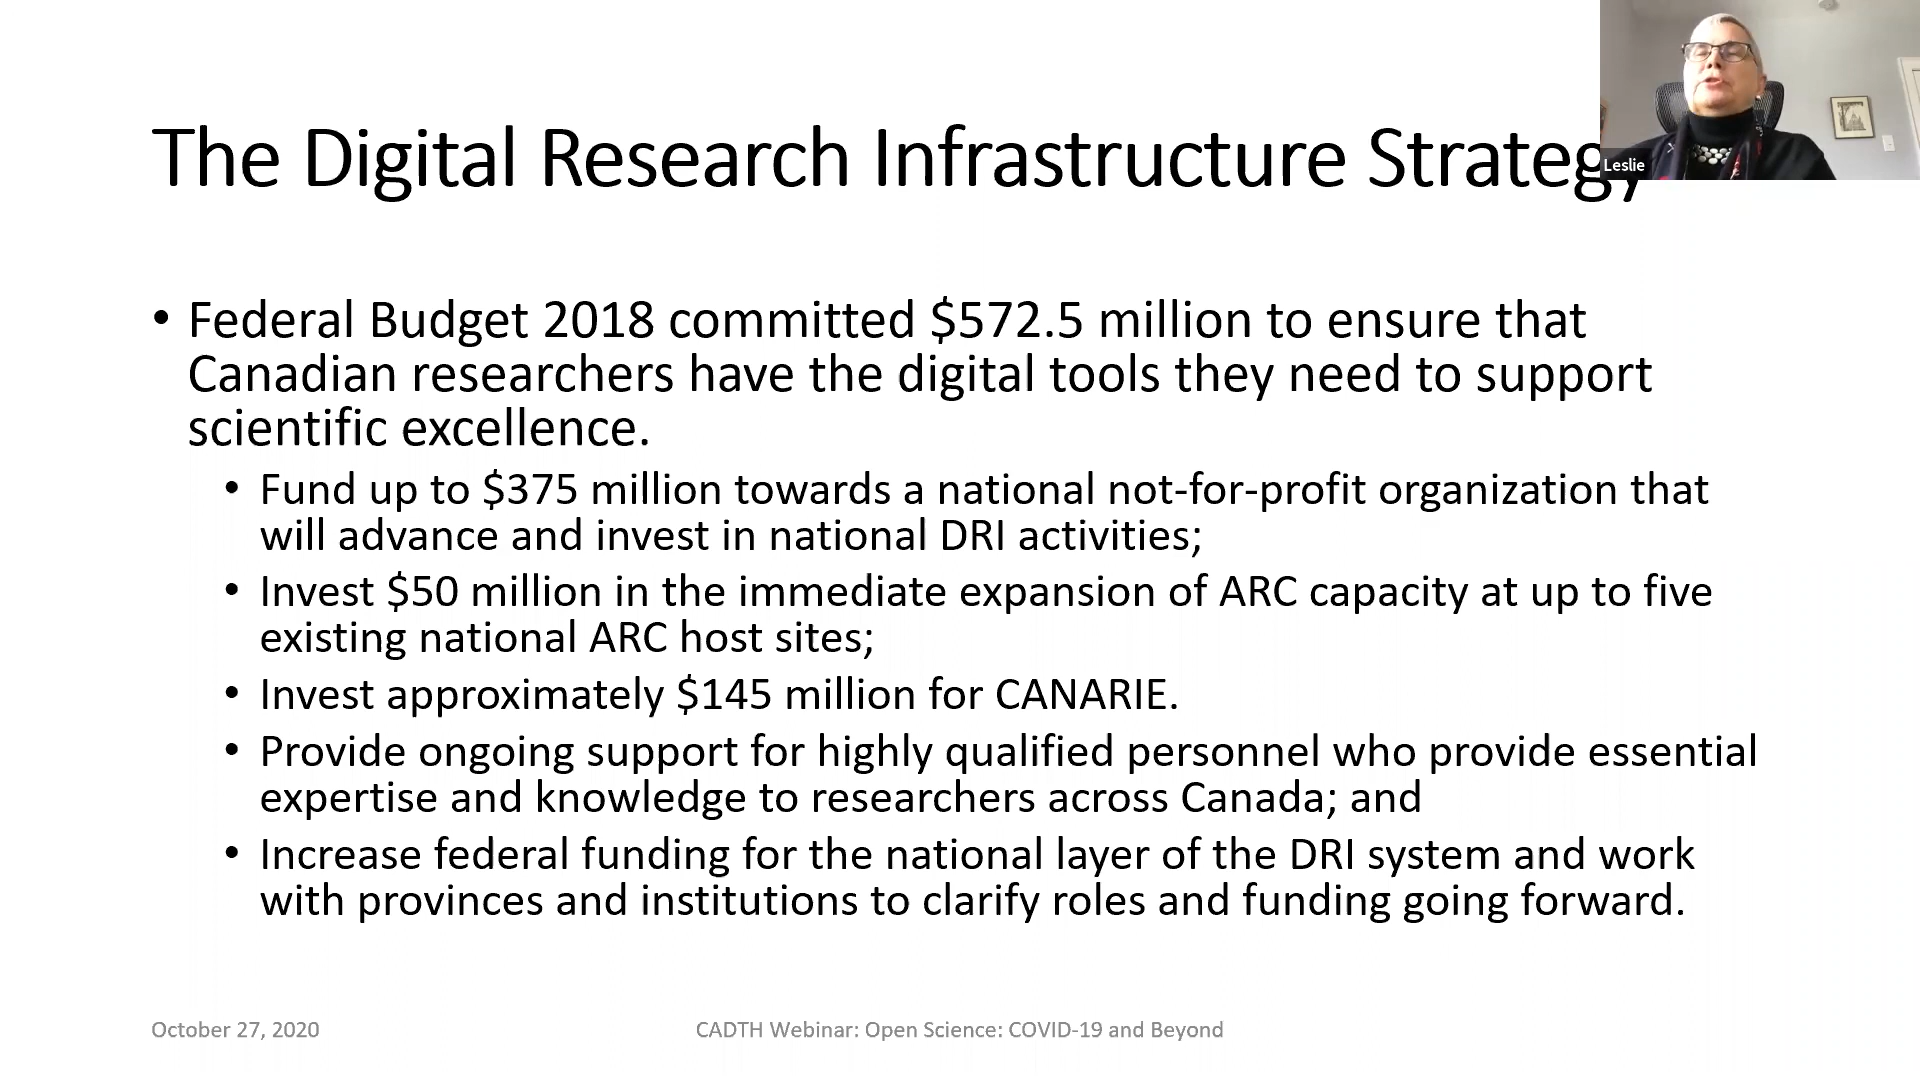 The Digital Research Infrastructure Strategy
Leslie
• Federal Budget 2018 committed $572.5 million to ensure that
Canadian researchers have the digital tools they need to support
scientific excellence.
• Fund up to $375 million towards a national not-for-profit organization that
will advance and invest in national DRI activities;
• Invest $50 million in the immediate expansion of ARC capacity at up to five
existing national ARC host sites;
• Invest approximately $145 million for CANARIE.
• Provide ongoing support for highly qualified personnel who provide essential
expertise and knowledge to researchers across Canada; and
• Increase federal funding for the national layer of the DRI system and work
with provinces and institutions to clarify roles and funding going forward.
October 27, 2020
CADTH Webinar: Open Science: COVID-19 and Beyond